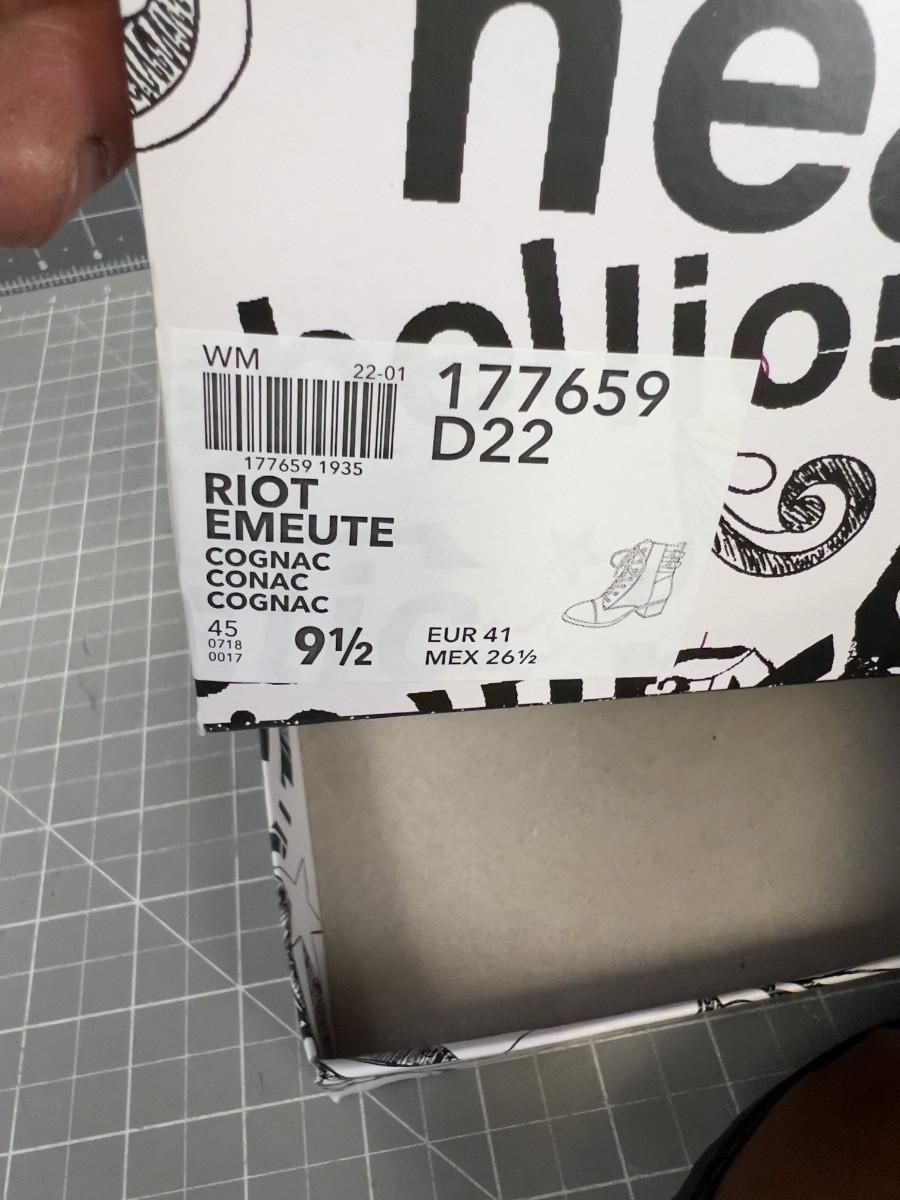 WM
22-01
177659 1935
177659
D22
RIOT
EMEUTE
COGNAC
CONAC
COGNAC
45
0718
0017
9½
EUR 41
MEX 26½